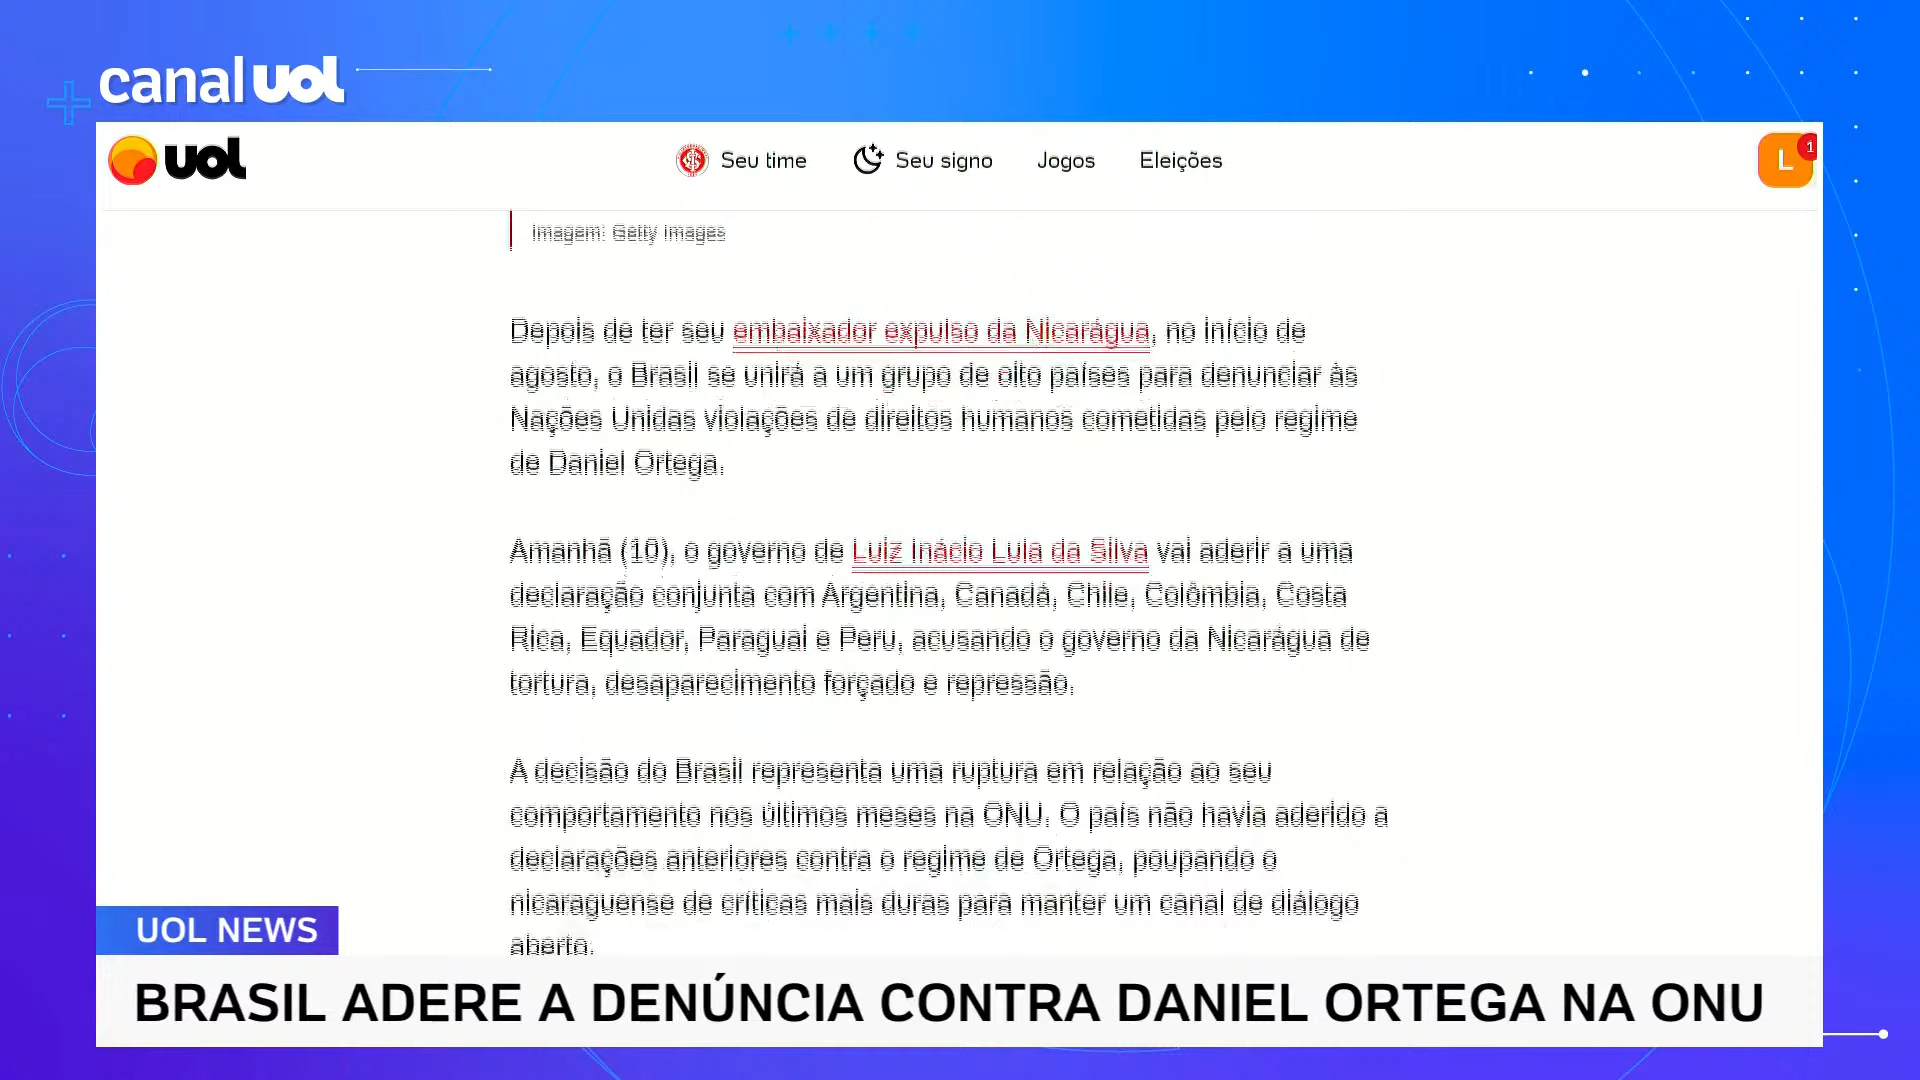 canal uol
uol
Seu time
Seu signo
Jogos
Eleições
L
1
Imagem: Getty Images
Depois de ter seu embaixador expulso da Nicarágua, no início de
agosto, o Brasil se unirá a um grupo de oito países para denunciar às
Nações Unidas violações de direitos humanos cometidas pelo regime
de Daniel Ortega.
Amanhã (10), o governo de Luiz Inácio Lula da Silva vai aderir a uma
declaração conjunta com Argentina, Canadá, Chile, Colômbia, Costa
Rica, Equador, Paraguai e Peru, acusando o governo da Nicarágua de
tortura, desaparecimento forçado e repressão.
A decisão do Brasil representa uma ruptura em relação ao seu
comportamento nos últimos meses na ONU. O país não havia aderido a
declarações anteriores contra o regime de Ortega, poupando o
nicaraguense de críticas mais duras para manter um canal de diálogo
aberto.
UOL NEWS
BRASIL ADERE A DENÚNCIA CONTRA DANIEL ORTEGA NA ONU